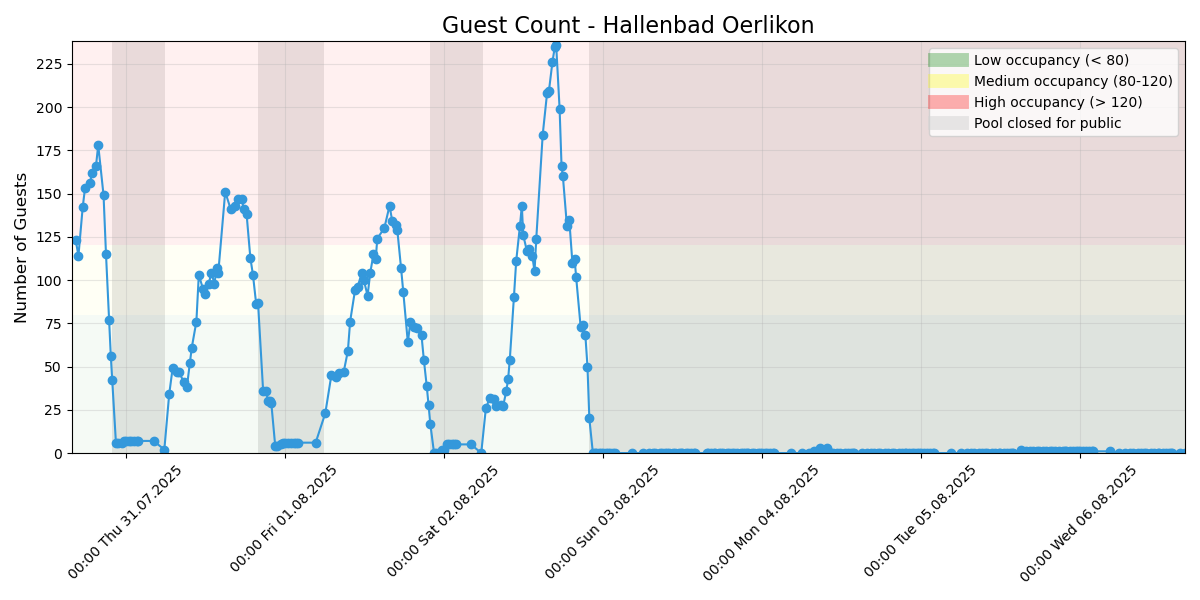 Guest Count - Hallenbad Oerlikon
Number of Guests
225
200
175
150
125
100
75
50
25
0
Low occupancy (< 80)
Medium occupancy (80-120)
High occupancy (> 120)
Pool closed for public
00:00 Thu 31.07.2025
00:00 Fri 01.08.2025
00:00 Sat 02.08.2025
00:00 Sun 03.08.2025
00:00 Mon 04.08.2025
00:00 Tue 05.08.2025
00:00 Wed 06.08.2025